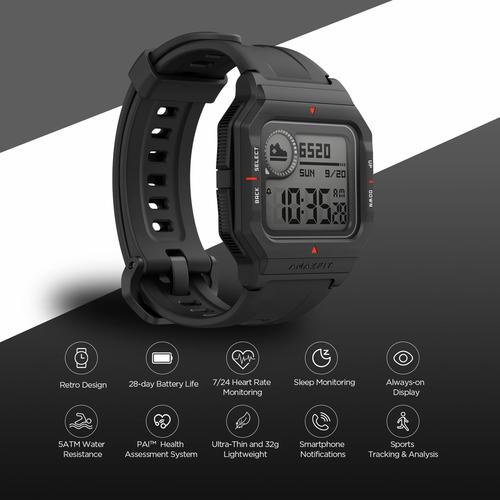 SELECT
BACK
UP
DOWN
6520
SUN 9/20
AM
10:35 28
AMAZFIT
Retro Design
28-day Battery Life
7/24 Heart Rate
Monitoring
Sleep Monitoring
Always-on
Display
5ATM Water
Resistance
PAI™ Health
Assessment System
Ultra-Thin and 32g
Lightweight
Smartphone
Notifications
Sports
Tracking & Analysis